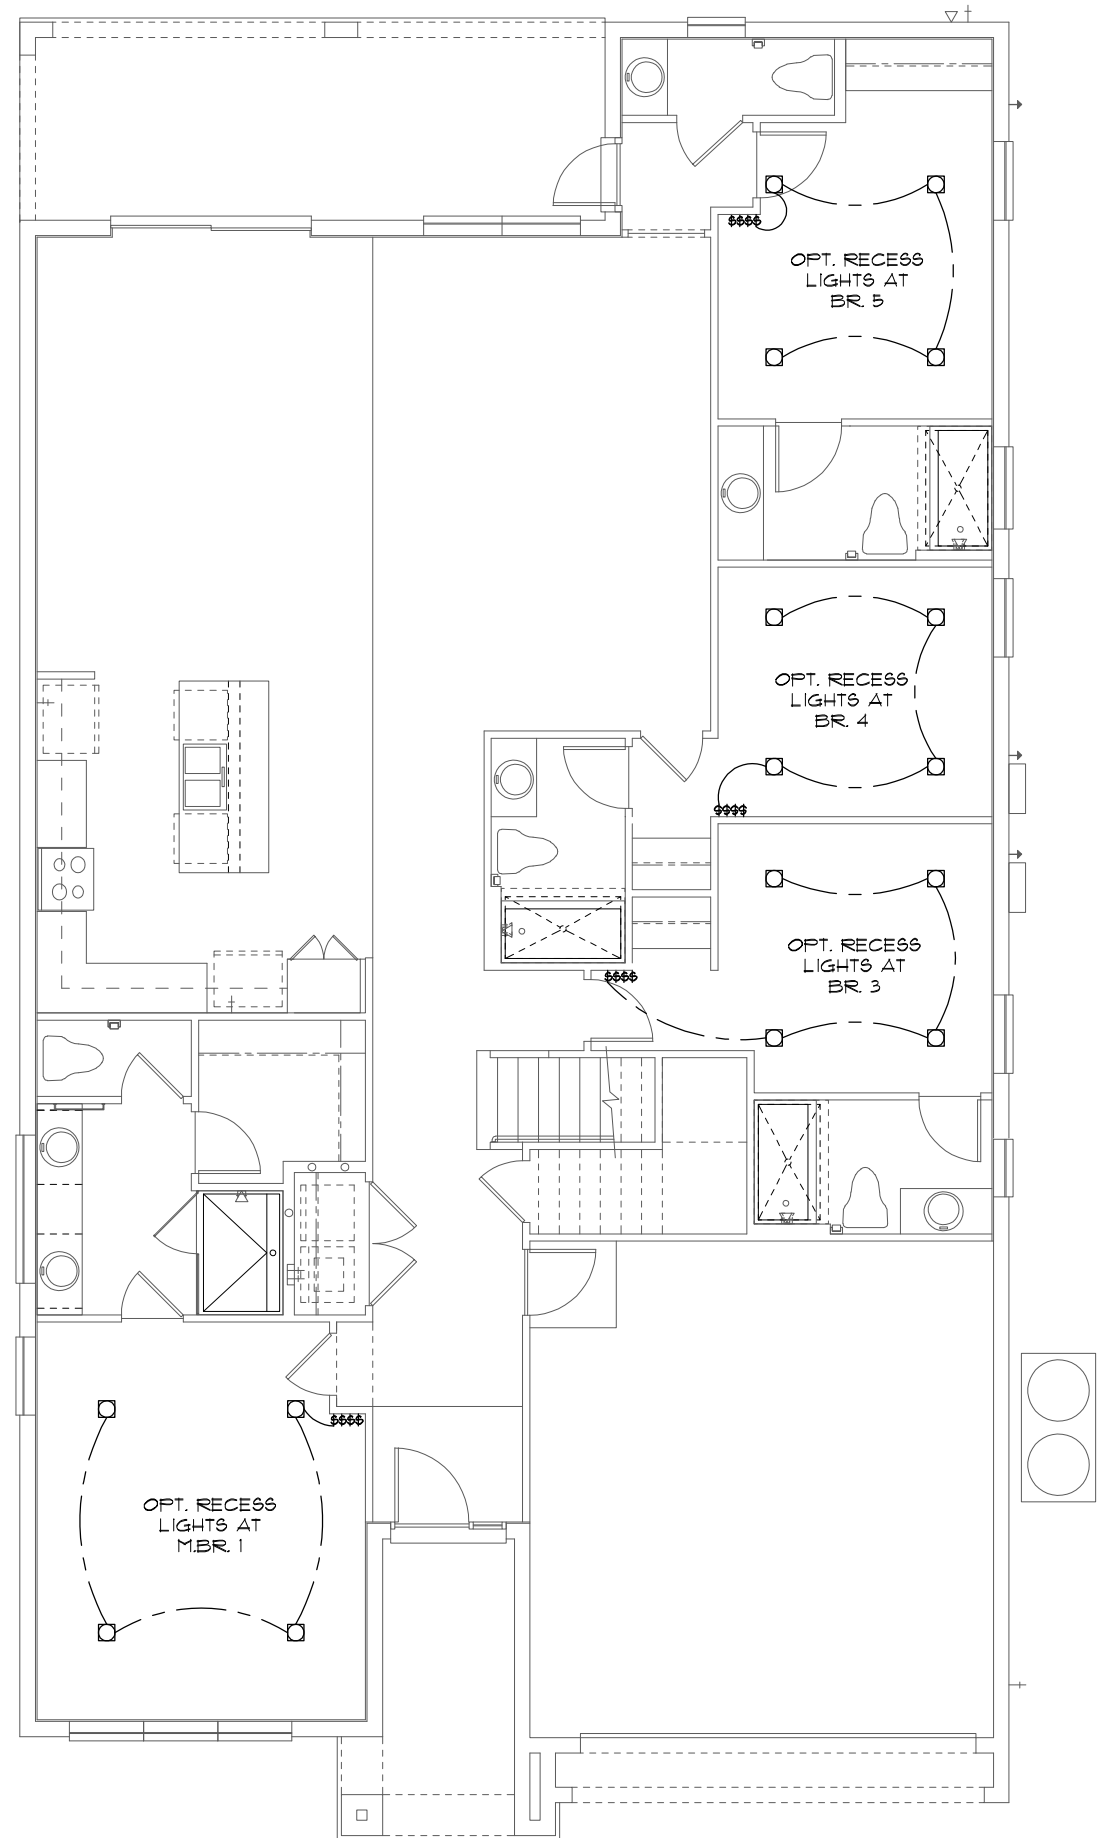 $$$$
OPT. RECESS
LIGHTS AT
BR. 5
OPT. RECESS
LIGHTS AT
BR. 4
$$$$
OPT. RECESS
LIGHTS AT
BR. 3
$$$$
$$$$
OPT. RECESS
LIGHTS AT
M.BR. 1